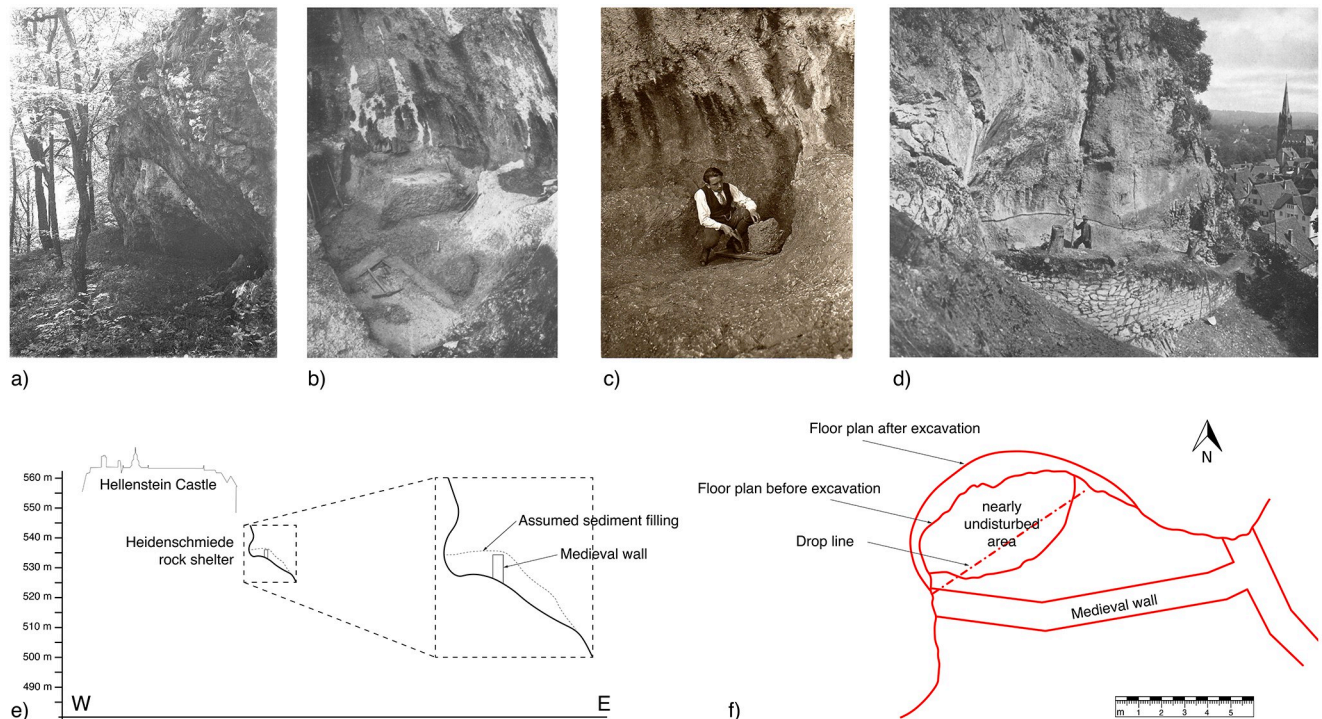 a)
b)
c)
d)
560 m
550 m
540 m
530 m
520 m
510 m
500 m
490 m
Hellenstein Castle
Heidenschmiede
rock shelter
Assumed sediment filling
Medieval wall
W
E
e)
Floor plan after excavation
Floor plan before excavation
nearly
undisturbed
area
Drop line
Medieval wall
N
m 1 2 3 4 5
f)